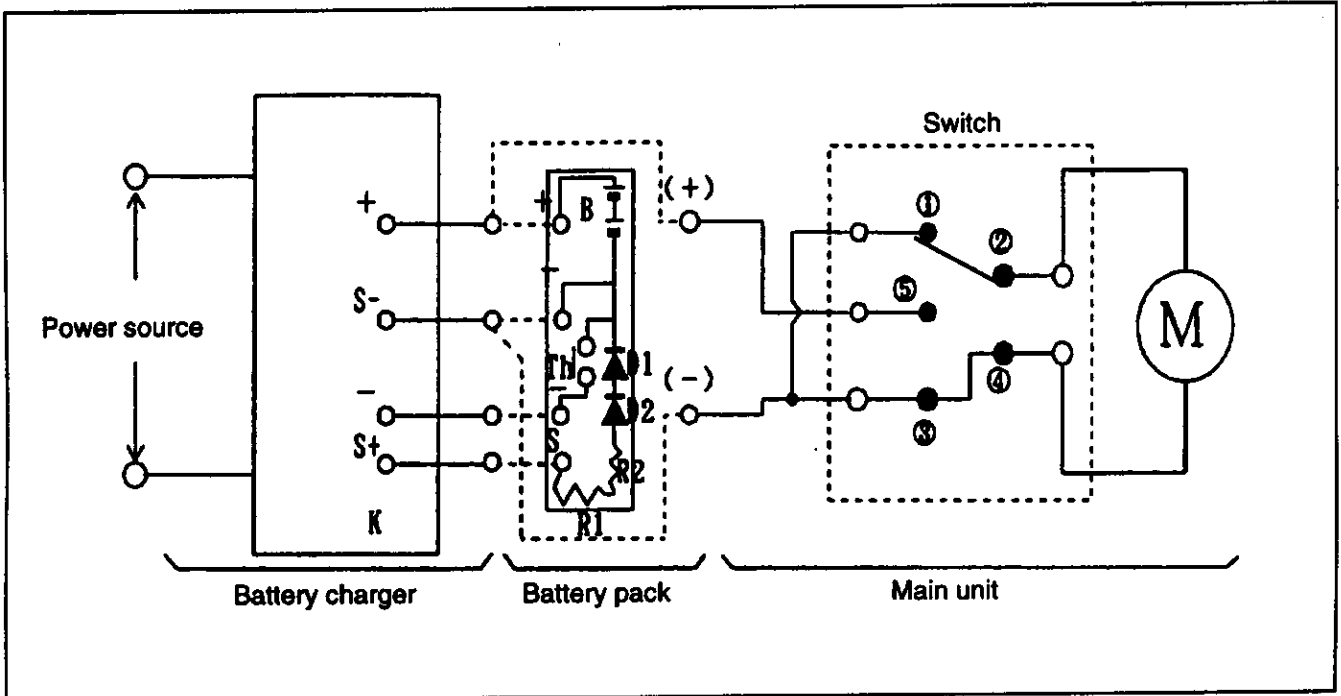 Switch
+
+
B
(+)
①
②
S-
-
⑤
Power source
M
Th
D1
④
-
-
(-)
D2
③
S+
S
R2
K
R1
Battery charger
Battery pack
Main unit